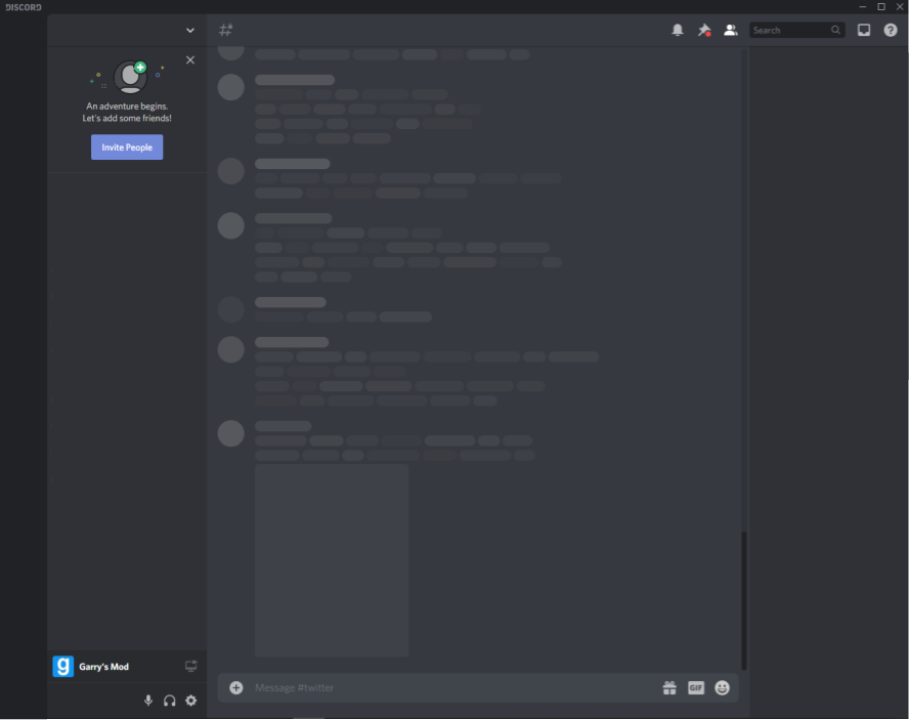 DISCORD
Search
An adventure begins.
Let's add some friends!
Invite People
Garry's Mod
Message #twitter
GIF